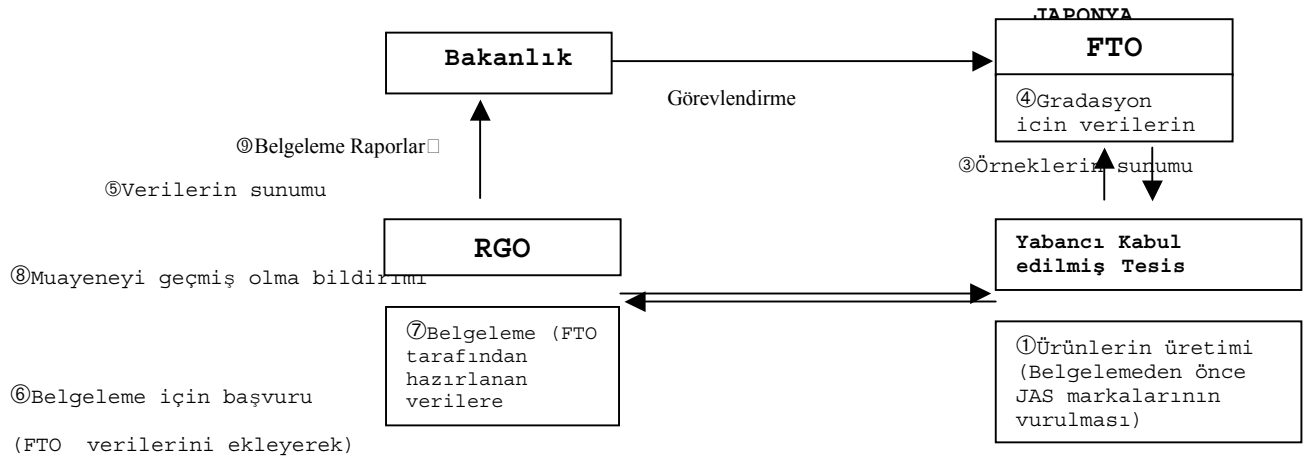 JAPONYA
Bakanlık
FTO
Görevlendirme
④Gradasyon
icin verilerin
⑨Belgeleme Raporlar□
③Örneklerin sunumu
⑤Verilerin sunumu
RGO
Yabancı Kabul
edilmiş Tesis
⑧Muayeneyi geçmiş olma bildirimi
⑦Belgeleme (FTO
tarafından
hazırlanan
verilere
①Ürünlerin üretimi
(Belgelemeden önce
JAS markalarının
vurulması)
⑥Belgeleme için başvuru
(FTO verilerini ekleyerek)